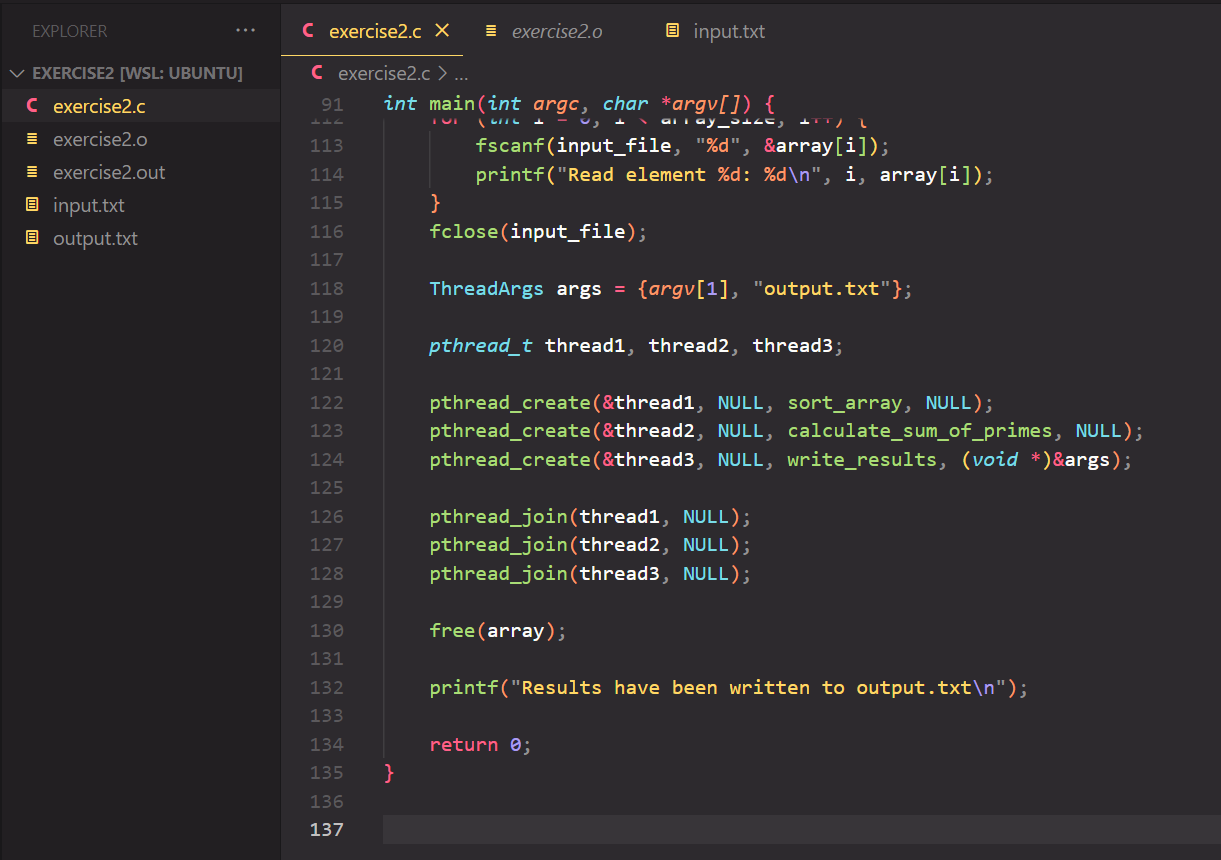 EXPLORER ...
EXERCISE2 [WSL: UBUNTU]
C exercise2.c
exercise2.o
exercise2.out
input.txt
output.txt
C exercise2.c
exercise2.o
input.txt
C exercise2.c > ...
91 int main(int argc, char *argv[]) {
112 for (int i = 0; i < array_size; i++) {
113 fscanf(input_file, "%d", &array[i]);
114 printf("Read element %d: %d\n", i, array[i]);
115 }
116 fclose(input_file);
117
118 ThreadArgs args = {argv[1], "output.txt"};
119
120 pthread_t thread1, thread2, thread3;
121
122 pthread_create(&thread1, NULL, sort_array, NULL);
123 pthread_create(&thread2, NULL, calculate_sum_of_primes, NULL);
124 pthread_create(&thread3, NULL, write_results, (void *)&args);
125
126 pthread_join(thread1, NULL);
127 pthread_join(thread2, NULL);
128 pthread_join(thread3, NULL);
129
130 free(array);
131
132 printf("Results have been written to output.txt\n");
133
134 return 0;
135 }
136
137